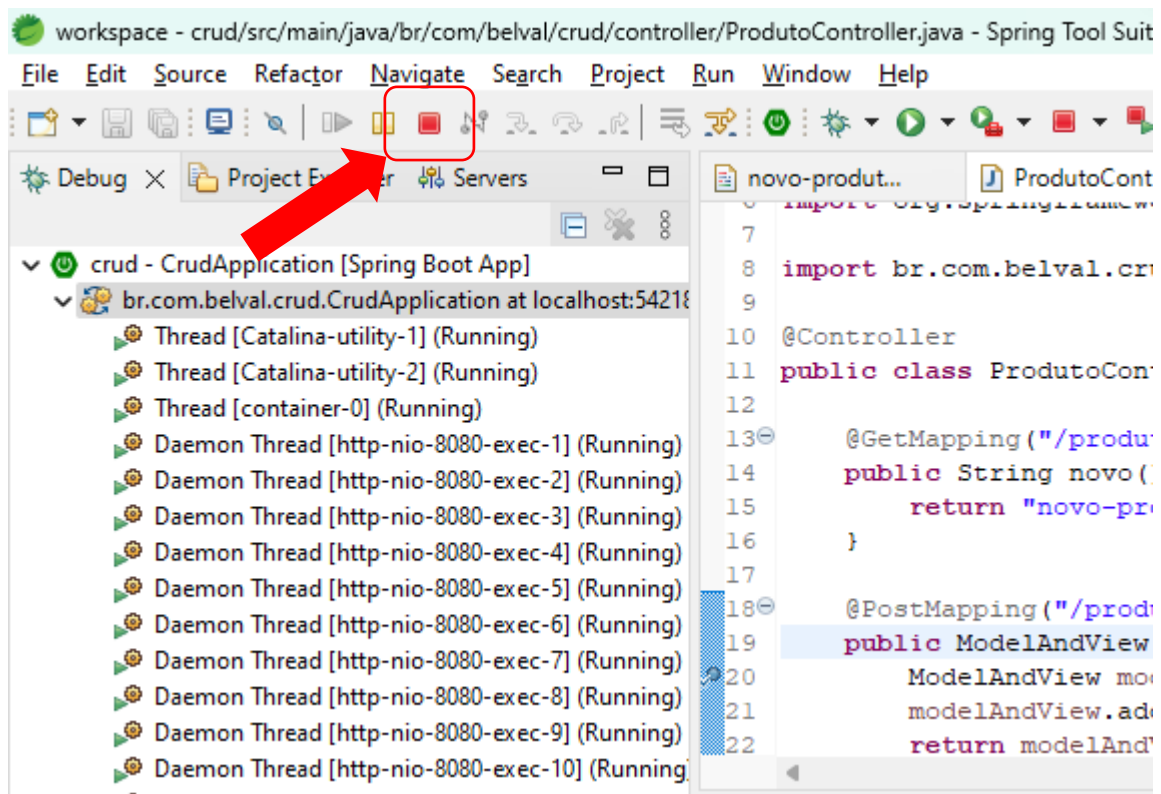 workspace - crud/src/main/java/br/com/belval/crud/controller/ProdutoController.java - Spring Tool Suit
File Edit Source Refactor Navigate Search Project Run Window Help
Debug Project Servers
novo-produt... ProdutoCont
crud - CrudApplication [Spring Boot App]
br.com.belval.crud.CrudApplication at localhost:54218
Thread [Catalina-utility-1] (Running)
Thread [Catalina-utility-2] (Running)
Thread [container-0] (Running)
Daemon Thread [http-nio-8080-exec-1] (Running)
Daemon Thread [http-nio-8080-exec-2] (Running)
Daemon Thread [http-nio-8080-exec-3] (Running)
Daemon Thread [http-nio-8080-exec-4] (Running)
Daemon Thread [http-nio-8080-exec-5] (Running)
Daemon Thread [http-nio-8080-exec-6] (Running)
Daemon Thread [http-nio-8080-exec-7] (Running)
Daemon Thread [http-nio-8080-exec-8] (Running)
Daemon Thread [http-nio-8080-exec-9] (Running)
Daemon Thread [http-nio-8080-exec-10] (Running)
7
8 import br.com.belval.cru
9
10 @Controller
11 public class ProdutoCont
12
13 @GetMapping("/produt
14 public String novo()
15 return "novo-pro
16 }
17
18 @PostMapping("/produ
19 public ModelAndView
20 ModelAndView mod
21 modelAndView.add
22 return modelAndV